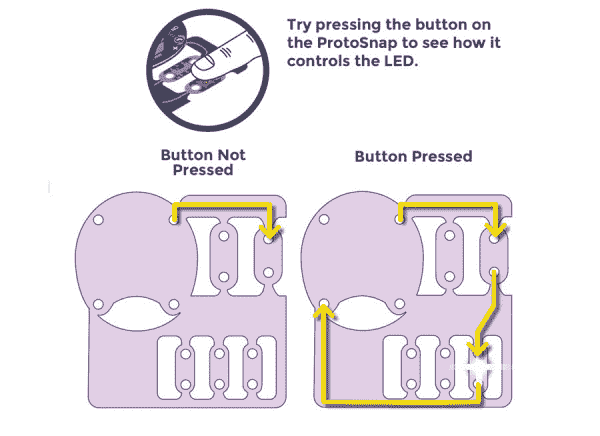 Try pressing the button on
the ProtoSnap to see how it
controls the LED.
Button Not
Pressed
Button Pressed